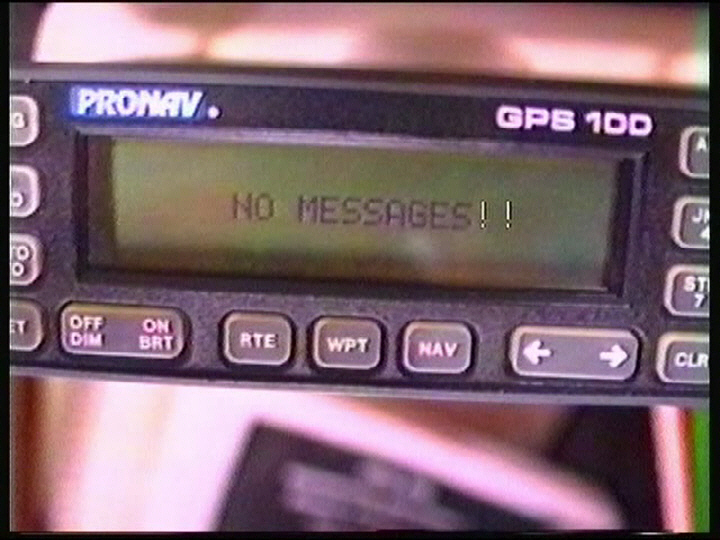 PRONAV.
GPS 100
NO MESSAGES!!
OFF ON
DIM BRT
RTE
WPT
NAV
CLR